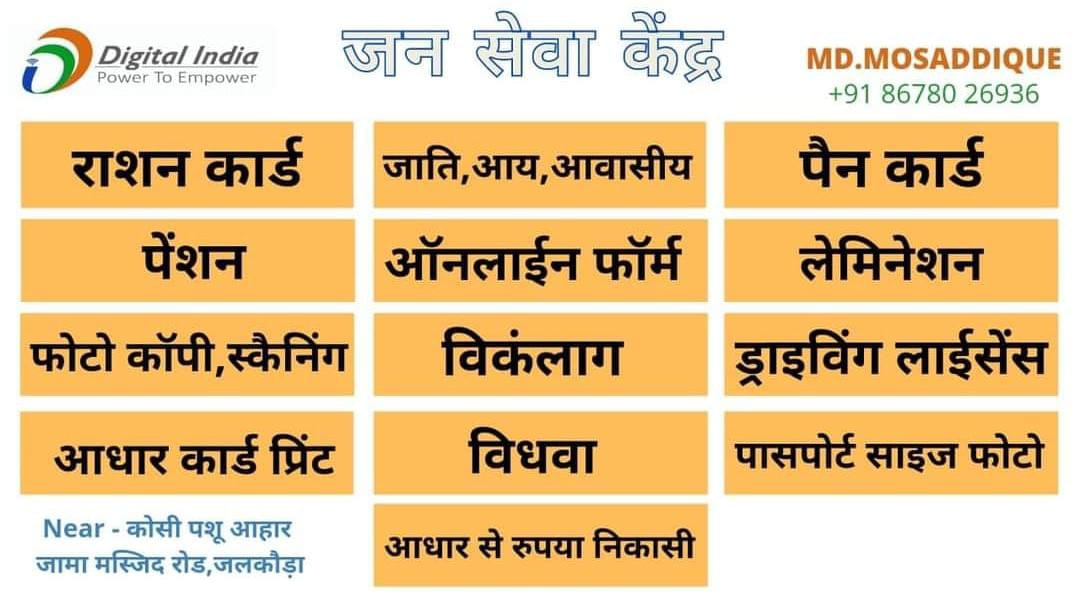 Digital India
Power To Empower
जन सेवा केंद्र
MD.MOSADDIQUE
+91 86780 26936
राशन कार्ड
जाति,आय,आवासीय
पैन कार्ड
पेंशन
ऑनलाईन फॉर्म
लेमिनेशन
फोटो कॉपी,स्कैनिंग
विकंलाग
ड्राइविंग लाईसेंस
आधार कार्ड प्रिंट
विधवा
पासपोर्ट साइज फोटो
Near - कोसी पशू आहार
जामा मस्जिद रोड,जलकौड़ा
आधार से रुपया निकासी